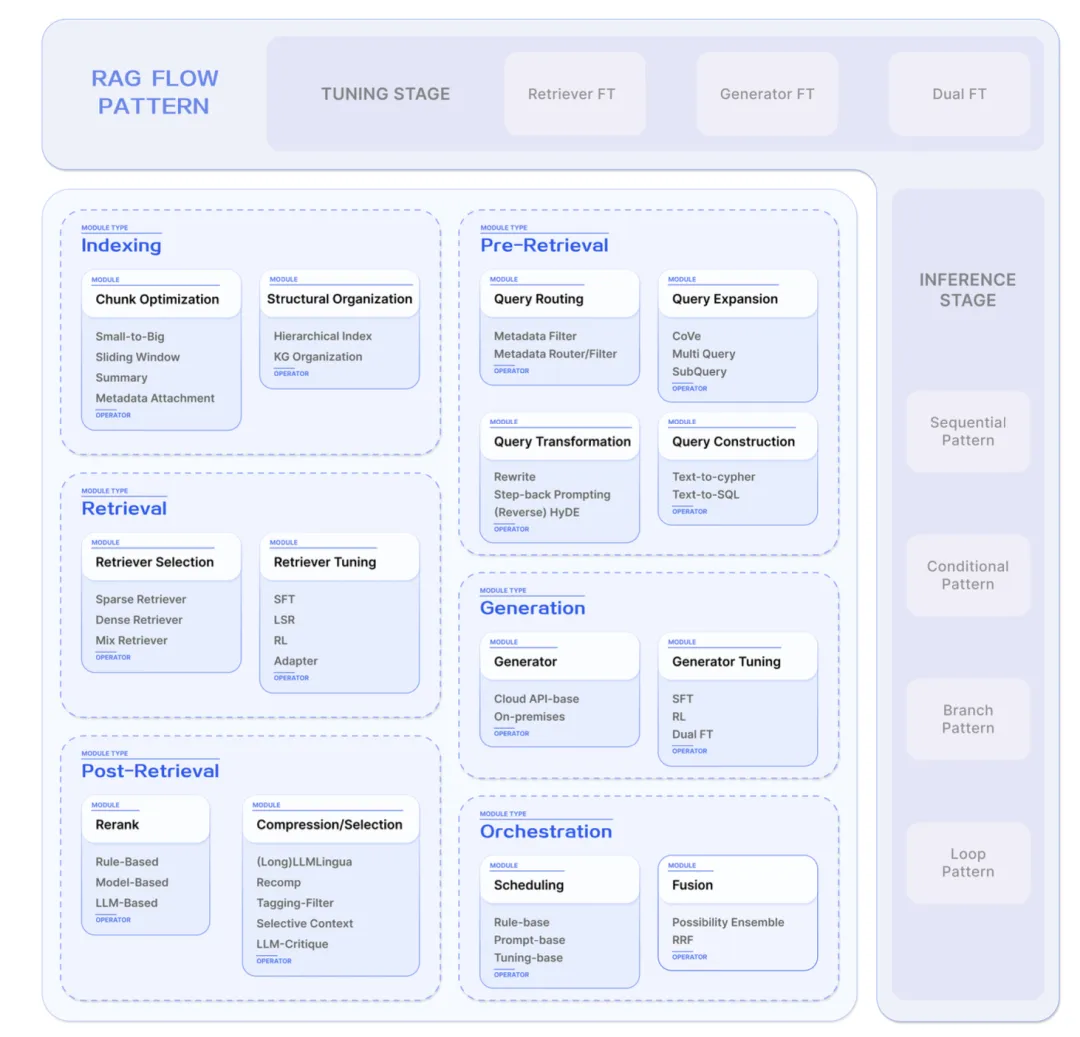 RAG FLOW
PATTERN
TUNING STAGE
Retriever FT
Generator FT
Dual FT
MODULE TYPE
Indexing
MODULE
Chunk Optimization
Small-to-Big
Sliding Window
Summary
Metadata Attachment
OPERATOR
MODULE
Structural Organization
Hierarchical Index
KG Organization
OPERATOR
MODULE TYPE
Pre-Retrieval
MODULE
Query Routing
Metadata Filter
Metadata Router/Filter
OPERATOR
MODULE
Query Expansion
CoVe
Multi Query
SubQuery
OPERATOR
MODULE
Query Transformation
Rewrite
Step-back Prompting
(Reverse) HyDE
OPERATOR
MODULE
Query Construction
Text-to-cypher
Text-to-SQL
OPERATOR
MODULE TYPE
Retrieval
MODULE
Retriever Selection
Sparse Retriever
Dense Retriever
Mix Retriever
OPERATOR
MODULE
Retriever Tuning
SFT
LSR
RL
Adapter
OPERATOR
MODULE TYPE
Generation
MODULE
Generator
Cloud API-base
On-premises
OPERATOR
MODULE
Generator Tuning
SFT
RL
Dual FT
OPERATOR
MODULE TYPE
Post-Retrieval
MODULE
Rerank
Rule-Based
Model-Based
LLM-Based
OPERATOR
MODULE
Compression/Selection
(Long)LLMLingua
Recomp
Tagging-Filter
Selective Context
LLM-Critique
OPERATOR
MODULE TYPE
Orchestration
MODULE
Scheduling
Rule-base
Prompt-base
Tuning-base
OPERATOR
MODULE
Fusion
Possibility Ensemble
RRF
OPERATOR
INFERENCE
STAGE
Sequential
Pattern
Conditional
Pattern
Branch
Pattern
Loop
Pattern